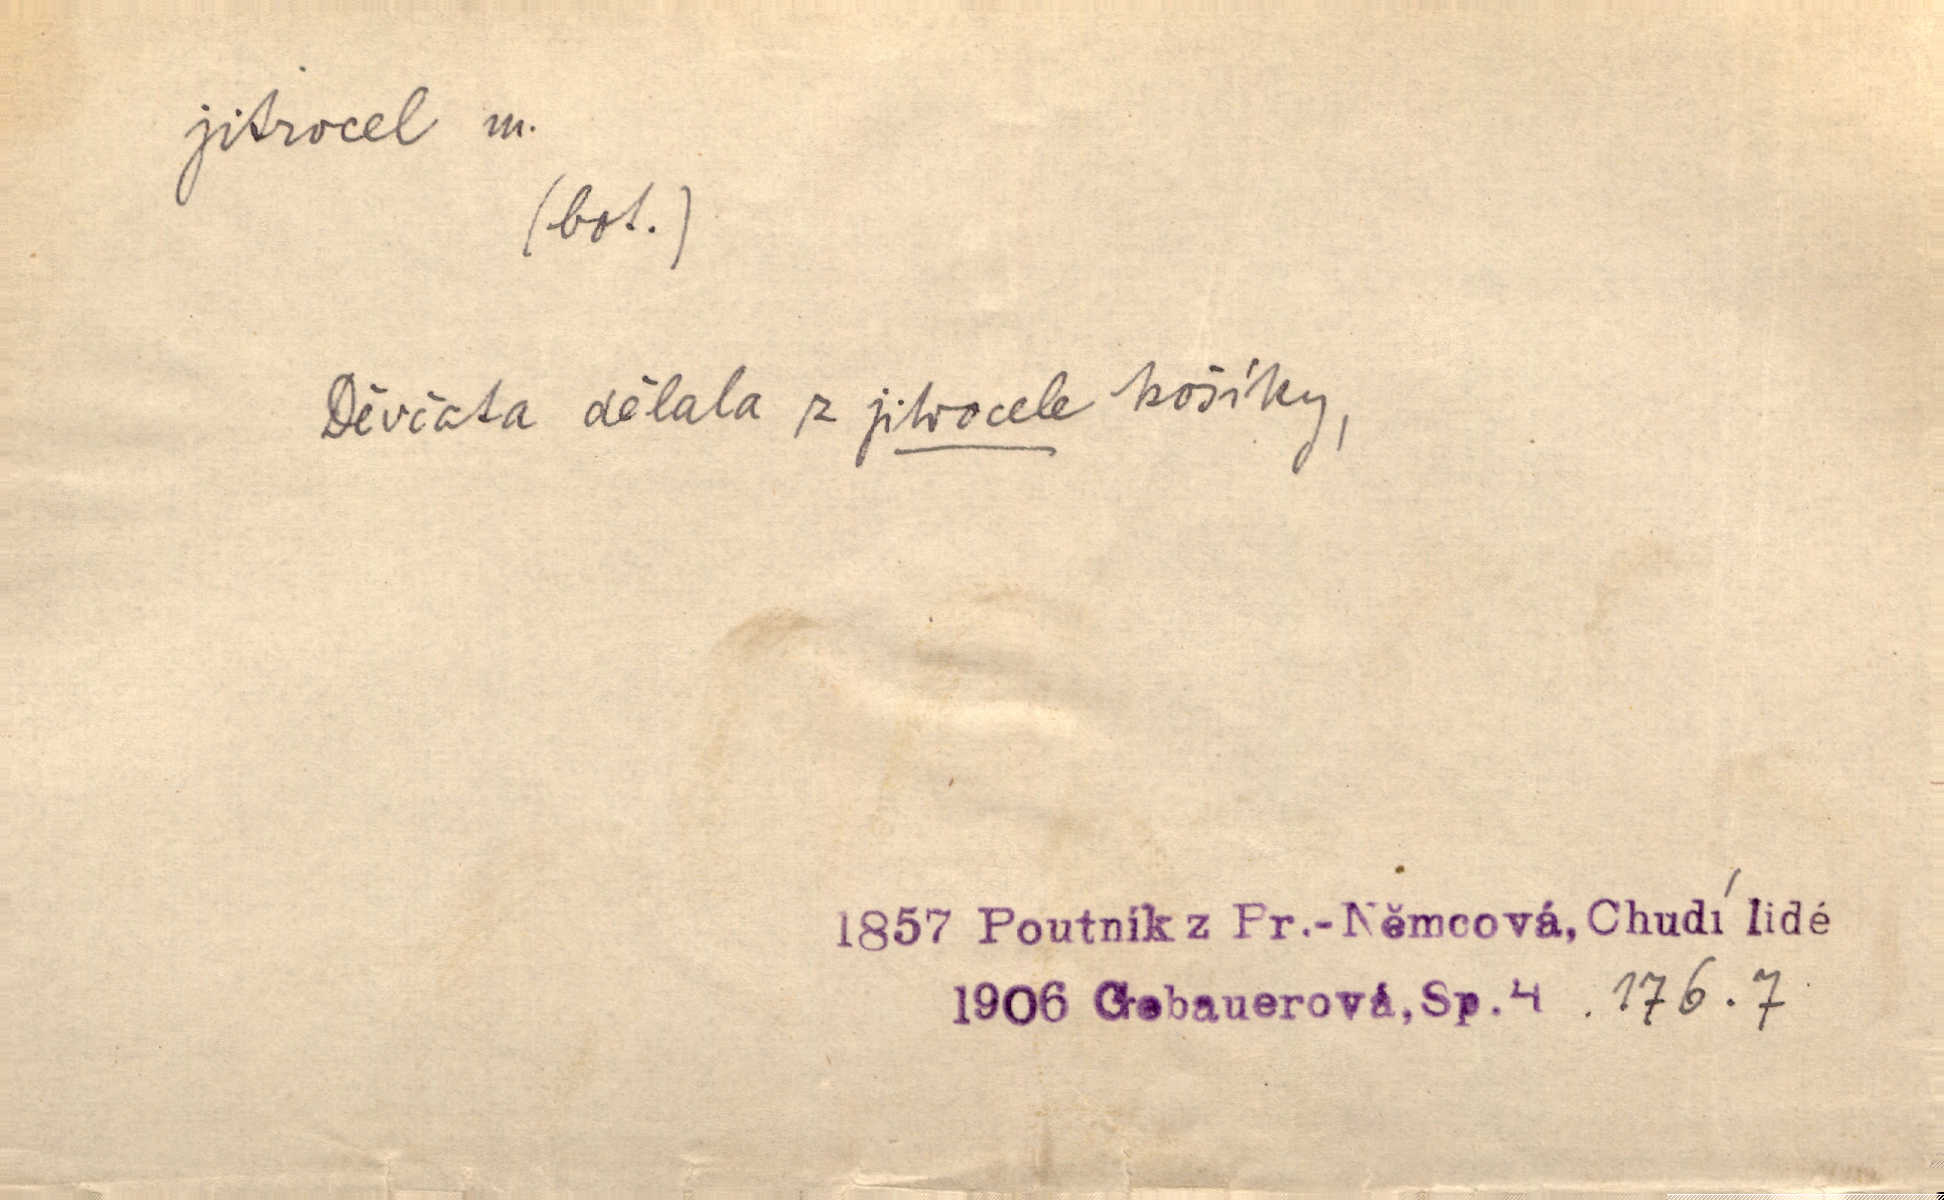 jitrocel m.
(bot.)
Děvčata dělala z jitrocele košíky,
1857 Poutník z Pr.-Němcová, Chudí lidé
1906 Gebauerová, Sp. 4 . 176.7